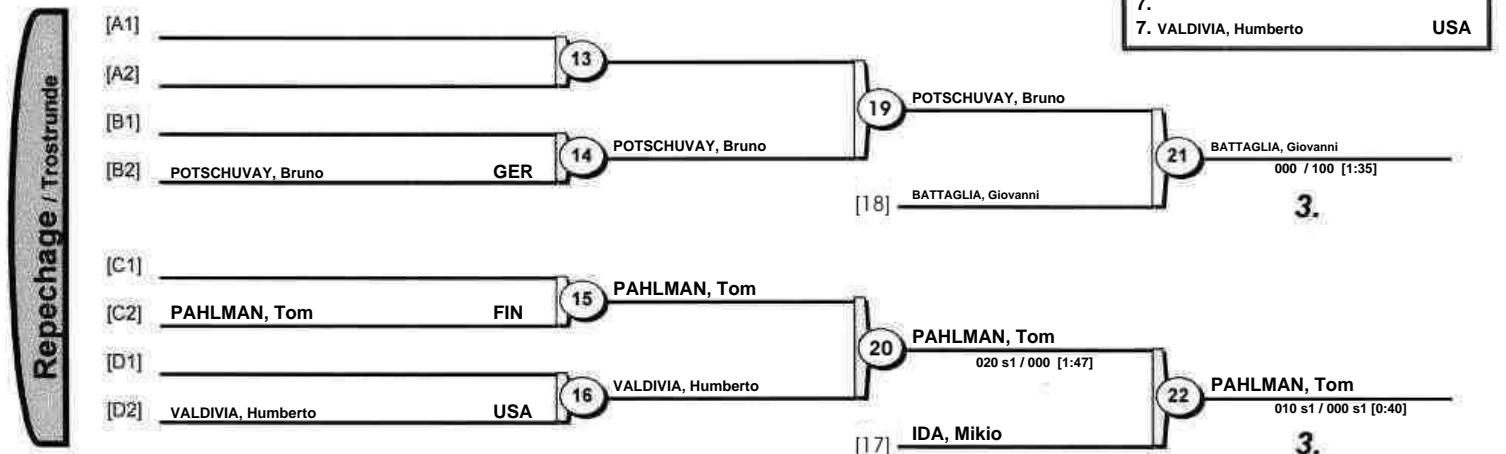 7.
7. VALDIVIA, Humberto USA
Repechage / Trostrunde
[A1]
13
[A2]
[B1]
19 POTSCHUVAY, Bruno
14 POTSCHUVAY, Bruno
[B2] POTSCHUVAY, Bruno GER
21 BATTAGLIA, Giovanni
000 / 100 [1:35]
[18] BATTAGLIA, Giovanni
3.
[C1]
15 PAHLMAN, Tom
[C2] PAHLMAN, Tom FIN
20 PAHLMAN, Tom
020 s1 / 000 [1:47]
[D1]
16 VALDIVIA, Humberto
[D2] VALDIVIA, Humberto USA
22 PAHLMAN, Tom
010 s1 / 000 s1 [0:40]
[17] IDA, Mikio
3.